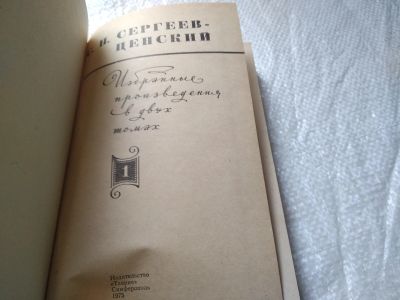 Н. СЕРГЕЕВ-
ЦЕНСКИЙ
Избранные
произведения
в двух
томах
1
Издательство
«Таврия»
Симферополь
1975